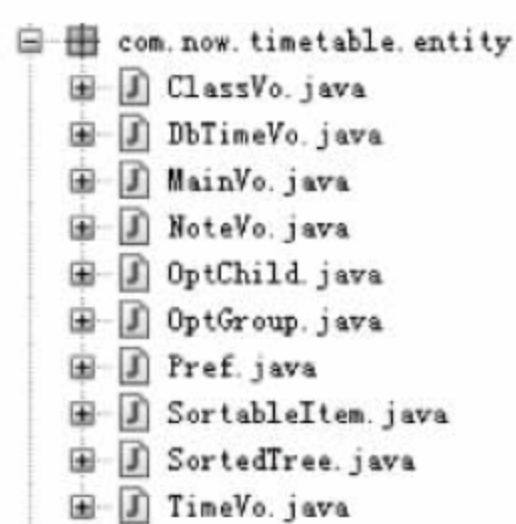 com.now.timetable.entity
ClassVo.java
DbTimeVo.java
MainVo.java
NoteVo.java
OptChild.java
OptGroup.java
Pref.java
SortableItem.java
SortedTree.java
TimeVo.java